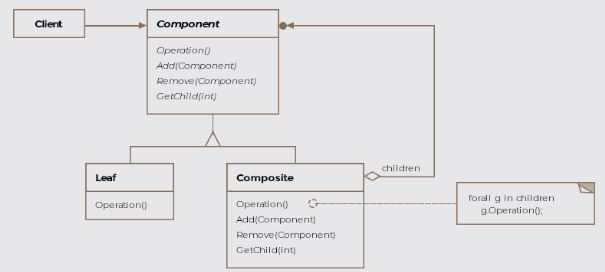 Client
Component
Operation()
Add(Component)
Remove(Component)
GetChild(int)
children
Leaf
Operation()
Composite
Operation()
Add(Component)
Remove(Component)
GetChild(int)
forall g in children
g.Operation();